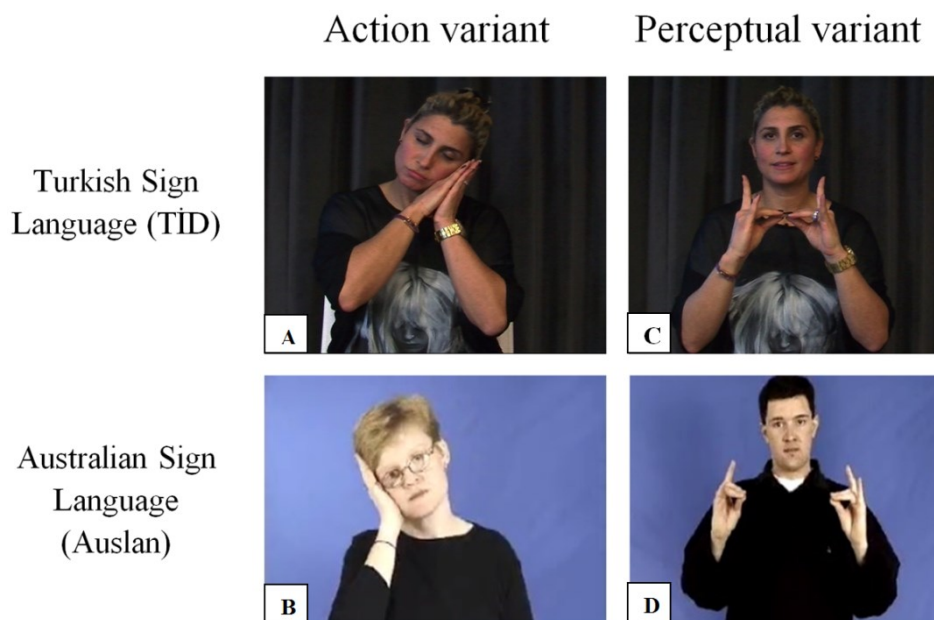 Action variant
Perceptual variant
Turkish Sign
Language (TİD)
A
C
Australian Sign
Language
(Auslan)
B
D